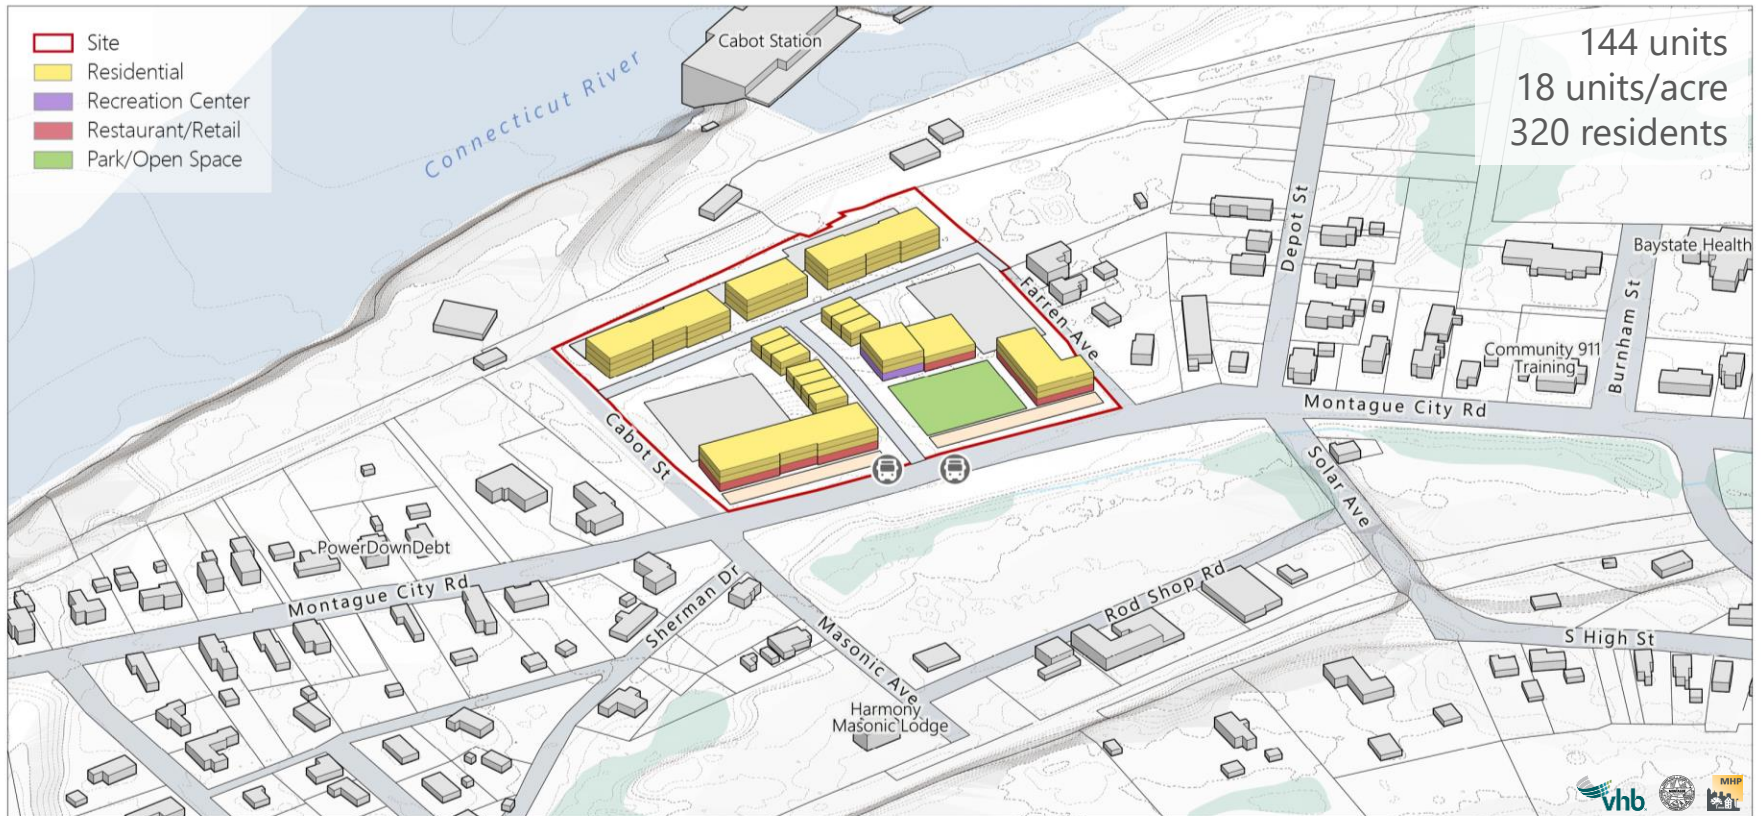 Site
Residential
Recreation Center
Restaurant/Retail
Park/Open Space
144 units
18 units/acre
320 residents
Cabot Station
Connecticut River
Depot St
Baystate Health
Farren Ave
Burnham St
Community 911
Training
Montague City Rd
Cabot St
Solar Ave
PowerDownDebt
Montague City Rd
Sherman Dr
Rod Shop Rd
Masonic Ave
S High St
Harmony
Masonic Lodge
vhb
MHP